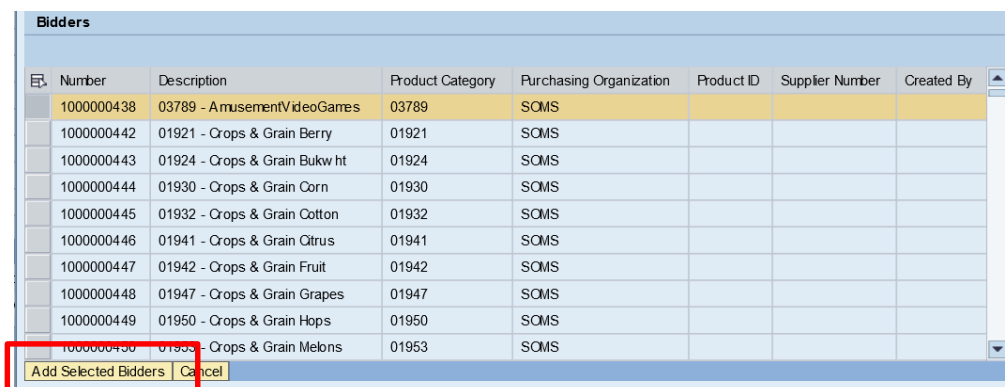 Bidders
Number Description Product Category Purchasing Organization Product ID Supplier Number Created By
1000000438 03789 - AmusementVideoGames 03789 SOMS
1000000442 01921 - Crops & Grain Berry 01921 SOMS
1000000443 01924 - Crops & Grain Bukwht 01924 SOMS
1000000444 01930 - Crops & Grain Corn 01930 SOMS
1000000445 01932 - Crops & Grain Cotton 01932 SOMS
1000000446 01941 - Crops & Grain Citrus 01941 SOMS
1000000447 01942 - Crops & Grain Fruit 01942 SOMS
1000000448 01947 - Crops & Grain Grapes 01947 SOMS
1000000449 01950 - Crops & Grain Hops 01950 SOMS
1000000450 01953 - Crops & Grain Melons 01953 SOMS
Add Selected Bidders Cancel